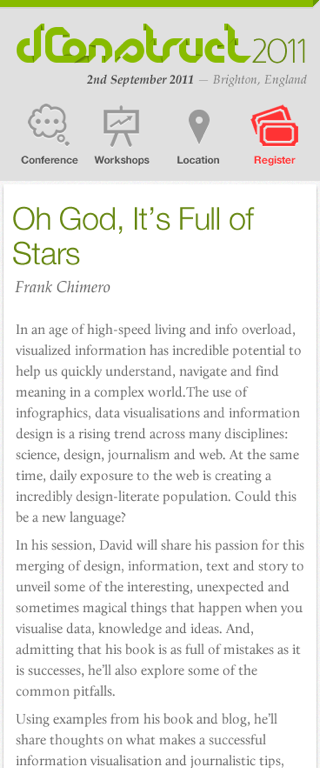 dConstruct 2011
2nd September 2011 — Brighton, England
Conference Workshops Location Register
Oh God, It's Full of
Stars
Frank Chimero
In an age of high-speed living and info overload,
visualized information has incredible potential to
help us quickly understand, navigate and find
meaning in a complex world.The use of
infographics, data visualisations and information
design is a rising trend across many disciplines:
science, design, journalism and web. At the same
time, daily exposure to the web is creating a
incredibly design-literate population. Could this
be a new language?
In his session, David will share his passion for this
merging of design, information, text and story to
unveil some of the interesting, unexpected and
sometimes magical things that happen when you
visualise data, knowledge and ideas. And,
admitting that his book is as full of mistakes as it
is successes, he'll also explore some of the
common pitfalls.
Using examples from his book and blog, he'll
share thoughts on what makes a successful
information visualisation and journalistic tips,